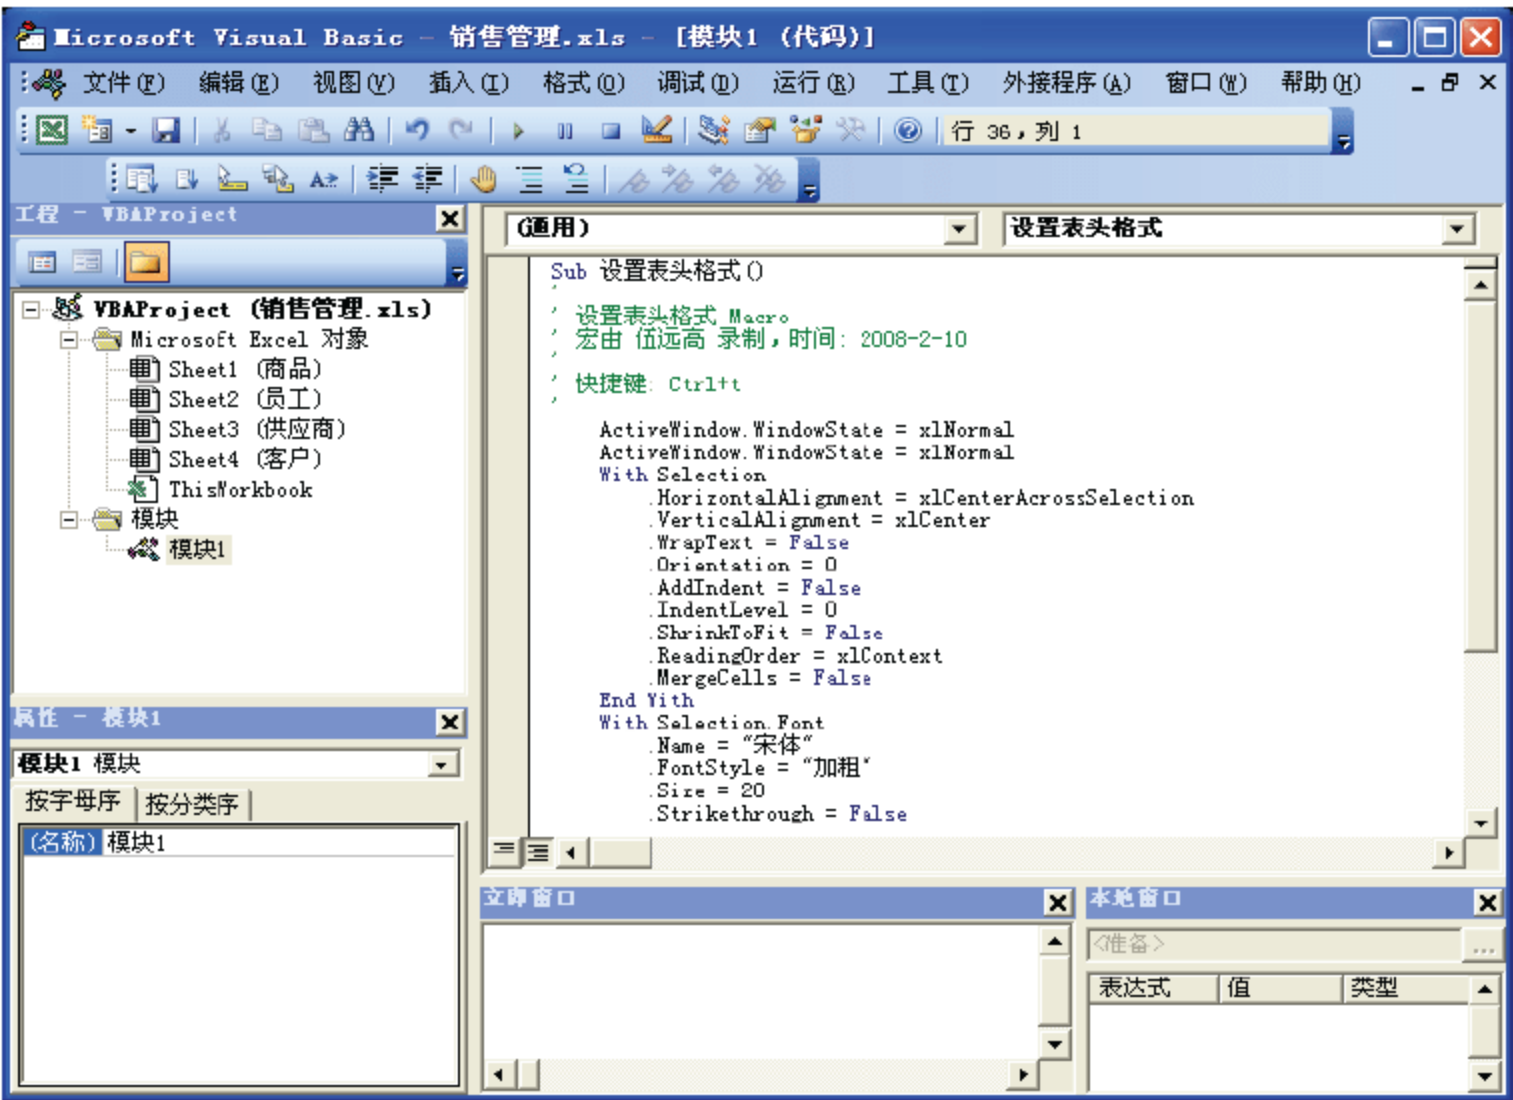 Microsoft Visual Basic - 销售管理.xls - [模块1 (代码)]
文件(F) 编辑(E) 视图(V) 插入(I) 格式(O) 调试(D) 运行(R) 工具(T) 外接程序(A) 窗口(W) 帮助(H)
行 36, 列 1
工程 - VBAProject
VBAProject (销售管理.xls)
Microsoft Excel 对象
Sheet1 (商品)
Sheet2 (员工)
Sheet3 (供应商)
Sheet4 (客户)
ThisWorkbook
模块
模块1
属性 - 模块1
模块1 模块
按字母序 按分类序
(名称) 模块1
(通用) 设置表头格式
Sub 设置表头格式()
'
' 设置表头格式 Macro
' 宏由 伍远高 录制,时间: 2008-2-10
'
' 快捷键: Ctrl+t
'
ActiveWindow.WindowState = xlNormal
ActiveWindow.WindowState = xlNormal
With Selection
.HorizontalAlignment = xlCenterAcrossSelection
.VerticalAlignment = xlCenter
.WrapText = False
.Orientation = 0
.AddIndent = False
.IndentLevel = 0
.ShrinkToFit = False
.ReadingOrder = xlContext
.MergeCells = False
End With
With Selection.Font
.Name = "宋体"
.FontStyle = "加粗"
.Size = 20
.Strikethrough = False
立即窗口
本地窗口
<准备>
...
表达式 值 类型